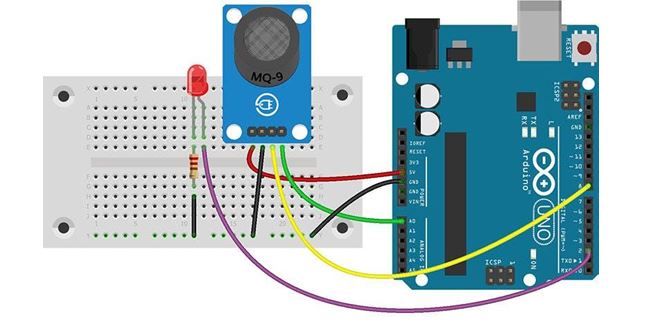 MQ-9
RESET
ICSP2
AREF
GND
13
12
~11
~10
~9
8
7
~6
~5
4
~3
2
TX▸1
RX◂0
L
TX
RX
IOREF
RESET
3V3
5V
GND
GND
VIN
POWER
A0
A1
A2
A3
A4
A5
ANALOG IN
Arduino
UNO
DIGITAL (PWM=~)
ON
ICSP
1